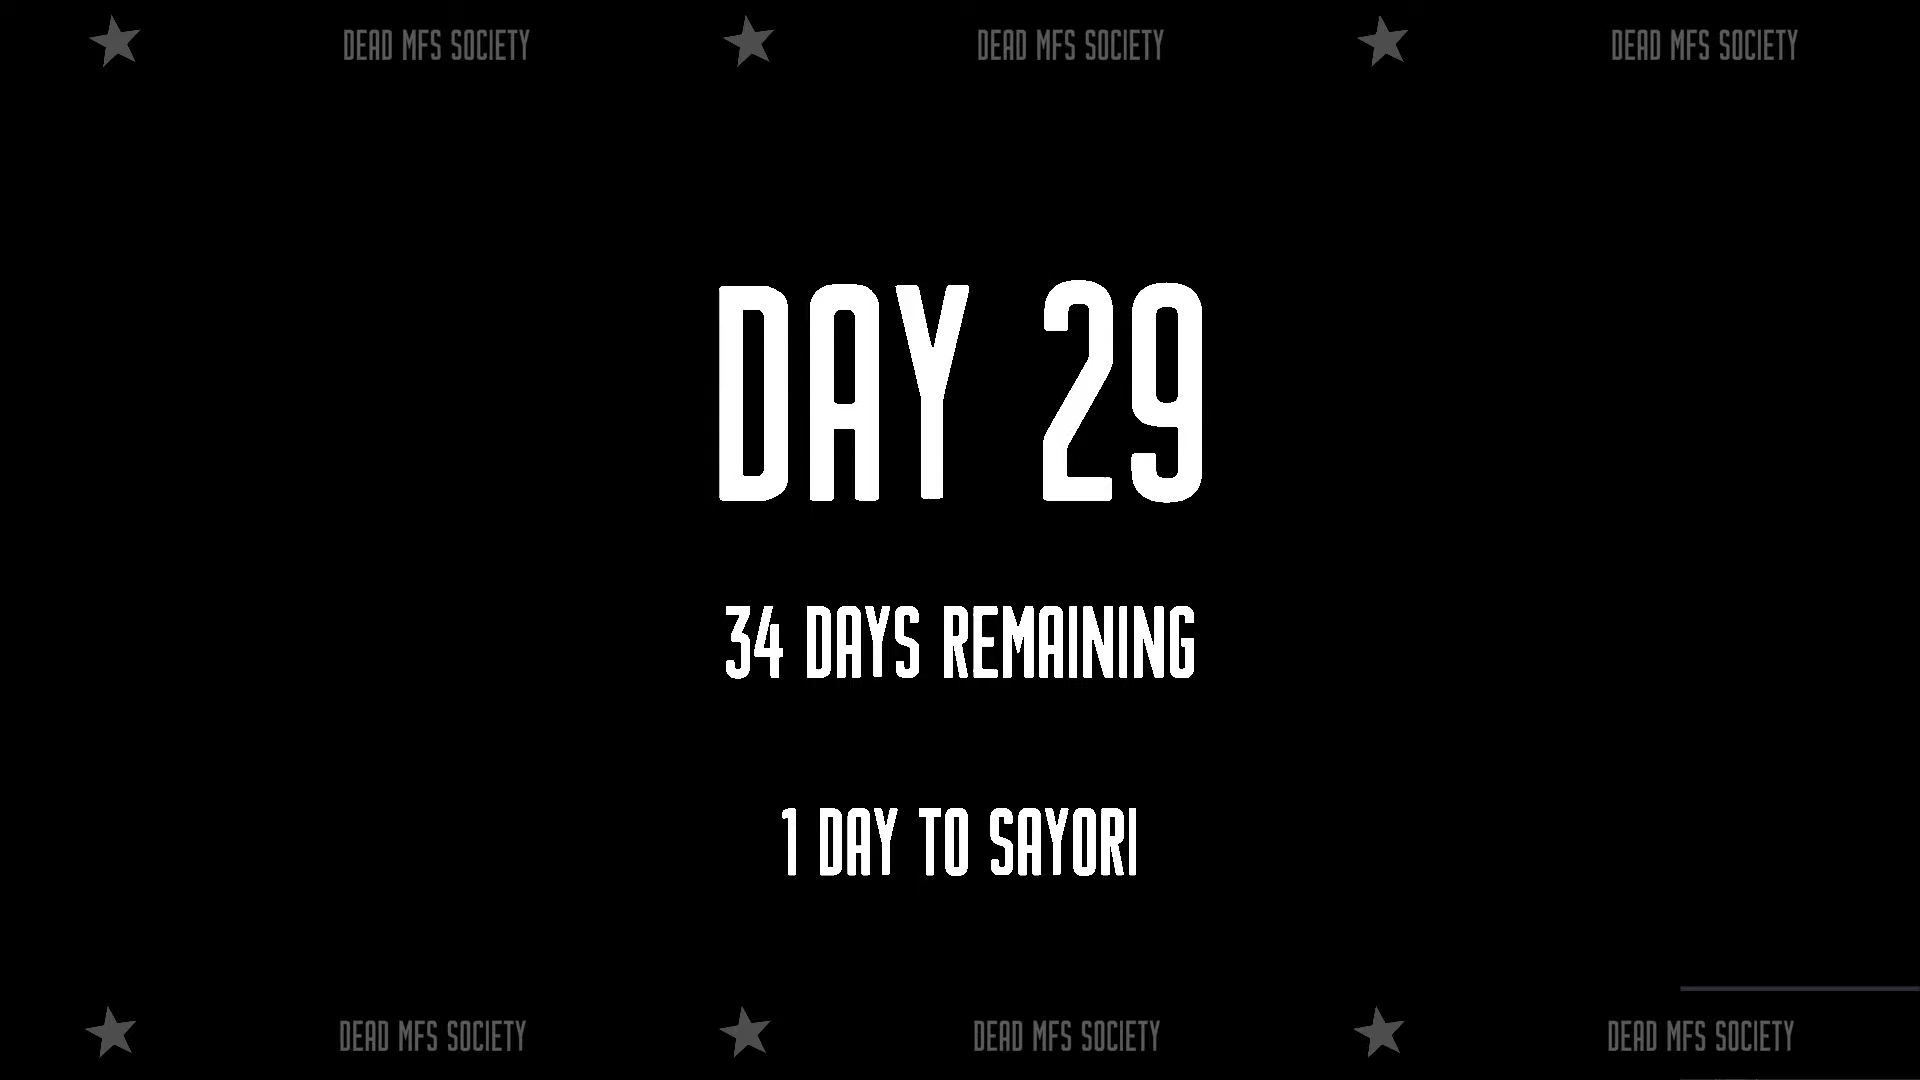 DEAD MFS SOCIETY DEAD MFS SOCIETY DEAD MFS SOCIETY
DAY 29
34 DAYS REMAINING
1 DAY TO SAYORI
DEAD MFS SOCIETY DEAD MFS SOCIETY DEAD MFS SOCIETY